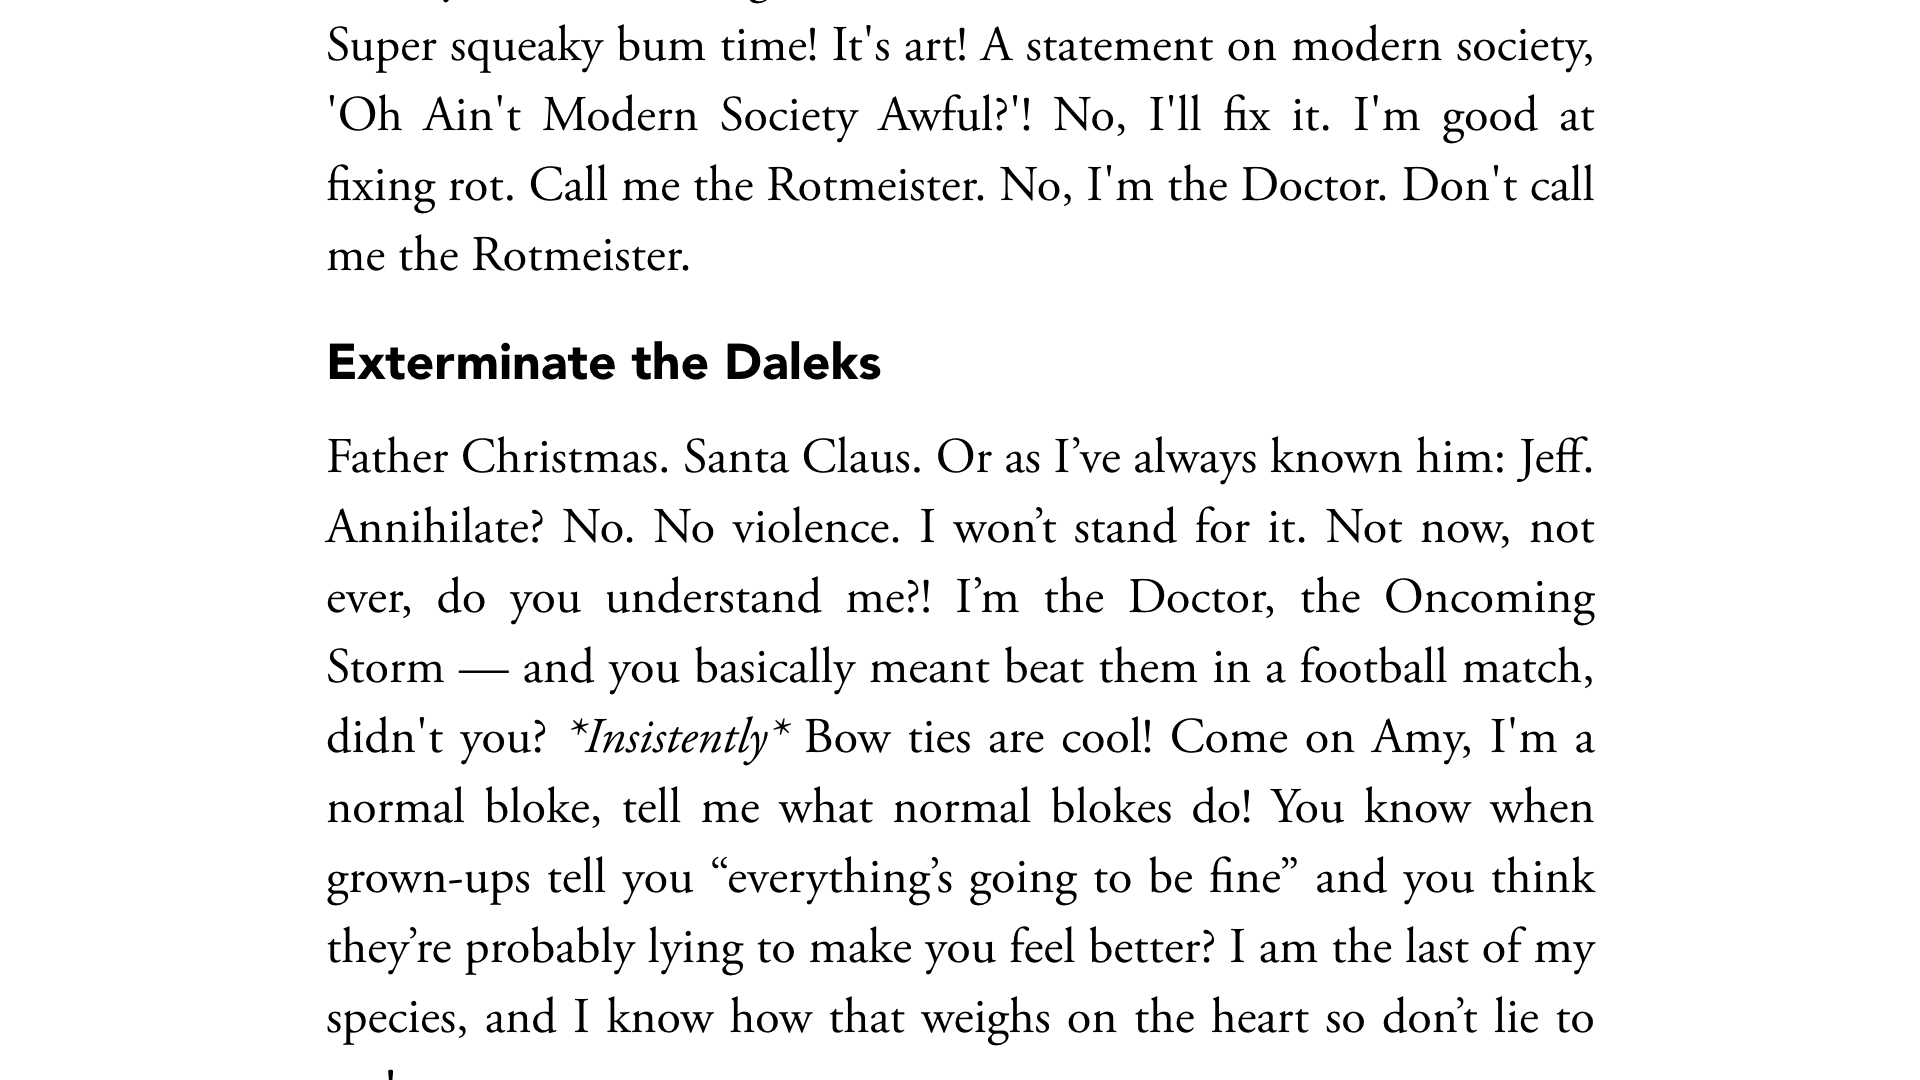 Super squeaky bum time! It's art! A statement on modern society,
'Oh Ain't Modern Society Awful?'! No, I'll fix it. I'm good at
fixing rot. Call me the Rotmeister. No, I'm the Doctor. Don't call
me the Rotmeister.
Exterminate the Daleks
Father Christmas. Santa Claus. Or as I’ve always known him: Jeff.
Annihilate? No. No violence. I won’t stand for it. Not now, not
ever, do you understand me?! I’m the Doctor, the Oncoming
Storm — and you basically meant beat them in a football match,
didn't you? *Insistently* Bow ties are cool! Come on Amy, I'm a
normal bloke, tell me what normal blokes do! You know when
grown-ups tell you “everything’s going to be fine” and you think
they’re probably lying to make you feel better? I am the last of my
species, and I know how that weighs on the heart so don’t lie to